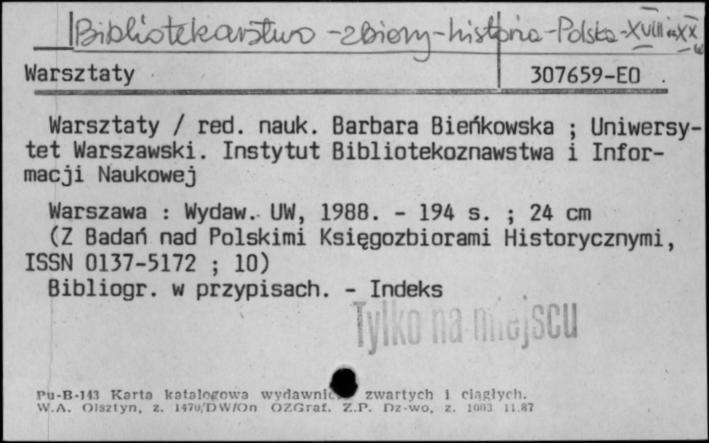 Bibliotekarstwo - zbiory - historia - Polska - XVIII-XX w
Warsztaty 307659-EO .
Warsztaty / red. nauk. Barbara Bieńkowska ; Uniwersy-
tet Warszawski. Instytut Bibliotekoznawstwa i Infor-
macji Naukowej
Warszawa : Wydaw. UW, 1988. - 194 s. ; 24 cm
(Z Badań nad Polskimi Księgozbiorami Historycznymi,
ISSN 0137-5172 ; 10)
Bibliogr. w przypisach. - Indeks
Tylko na miejscu
Pu-B-143 Karta katalogowa wydawnic zwartych i ciągłych.
W.A. Olsztyn, z. 1470/DW/On OZGraf. Z.P. Dz-wo, z. 1003 11.87